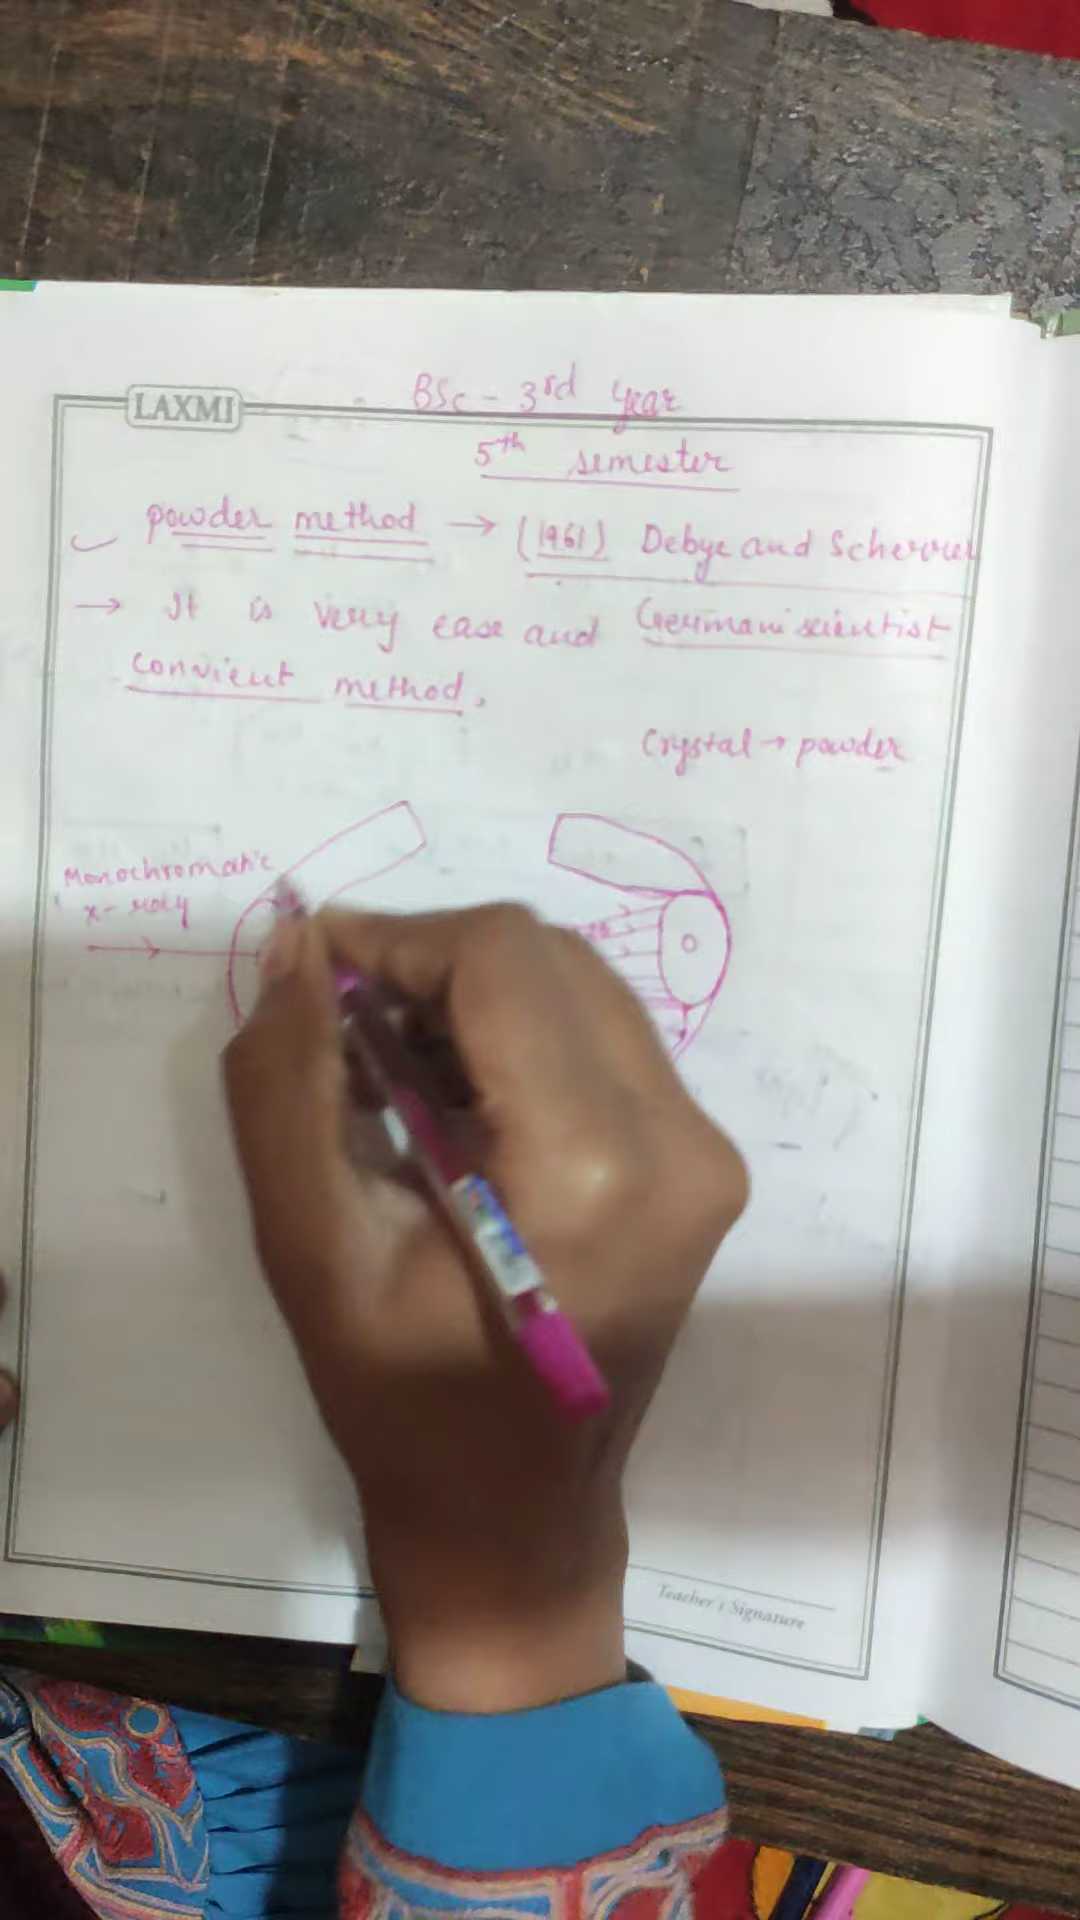 BSc - 3rd year
LAXMI
5th semester
powder method → (1961) Debye and Scherrer
→ It is very ease and Germani scientist
convient method.
Crystal → powder
Monochromatic
x-ray
Teacher's Signature